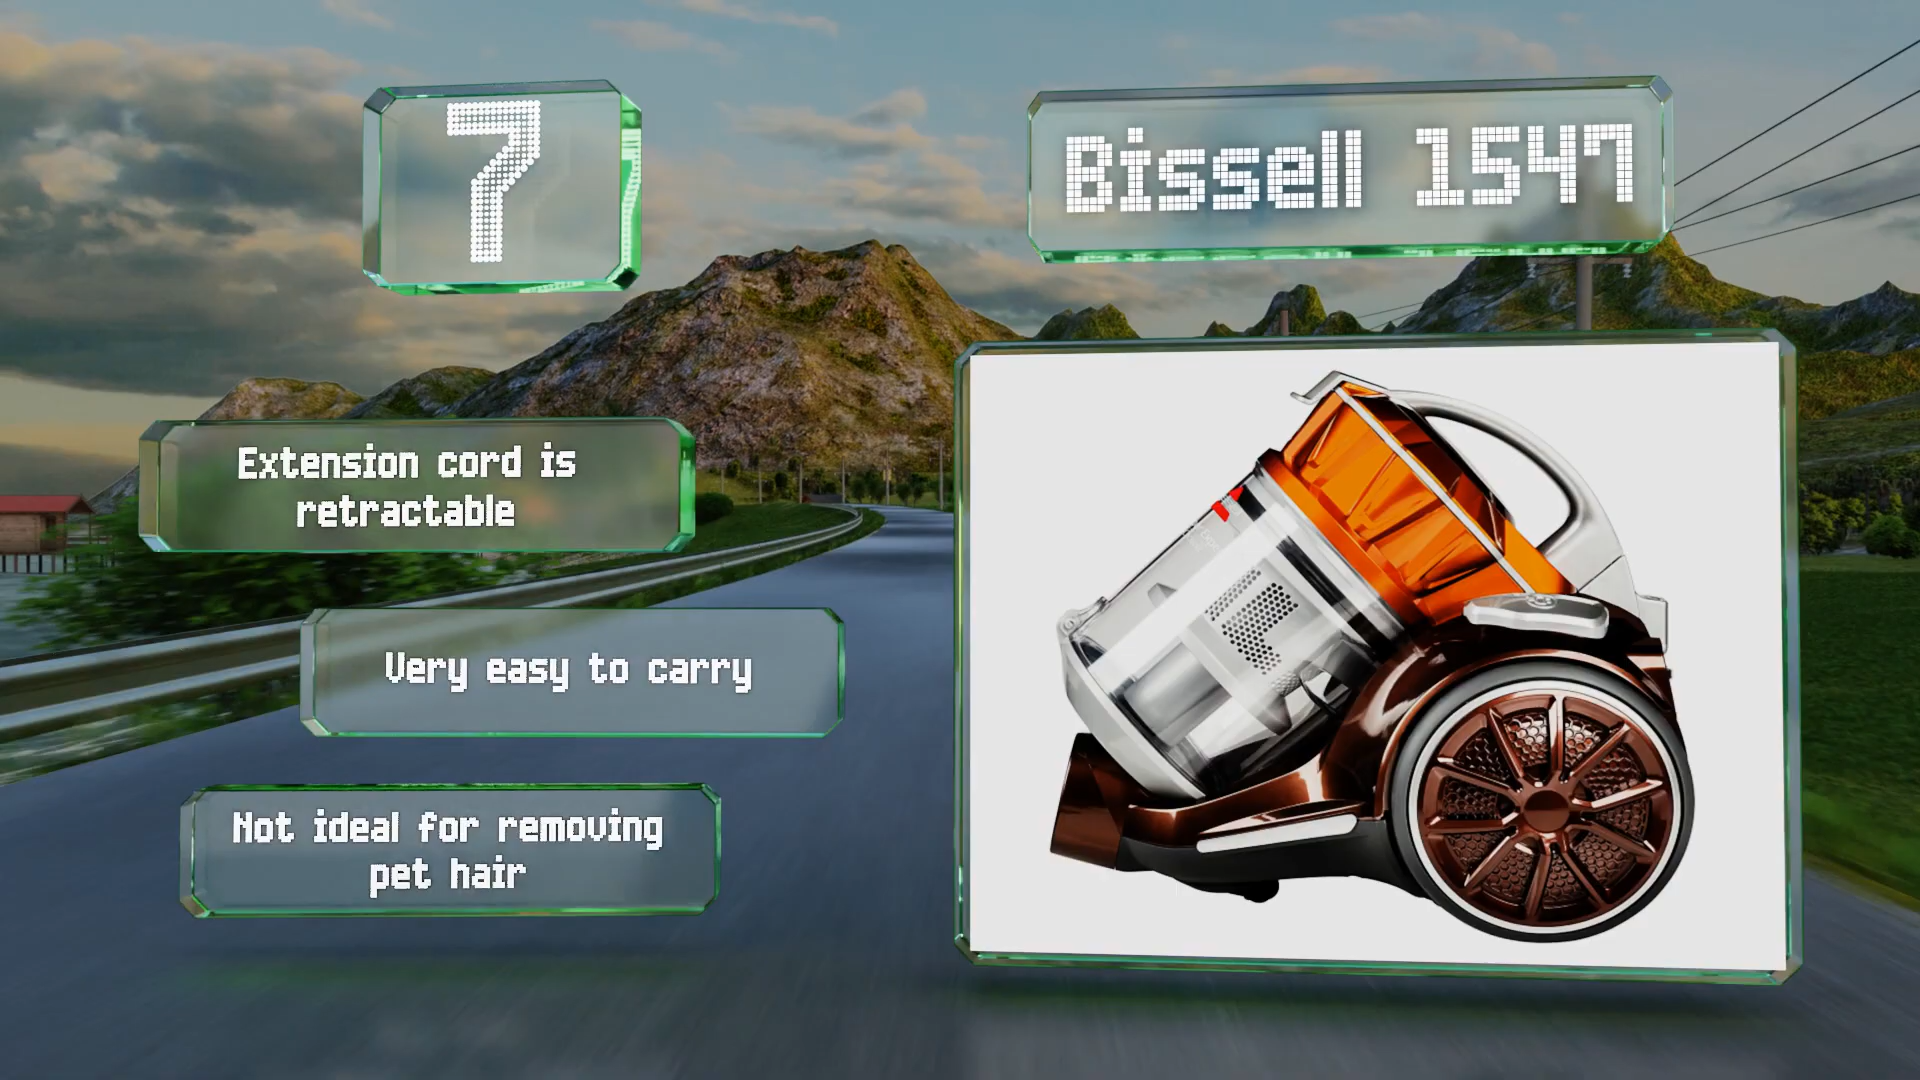 7
Bissell 1547
Extension cord is
retractable
Very easy to carry
Not ideal for removing
pet hair